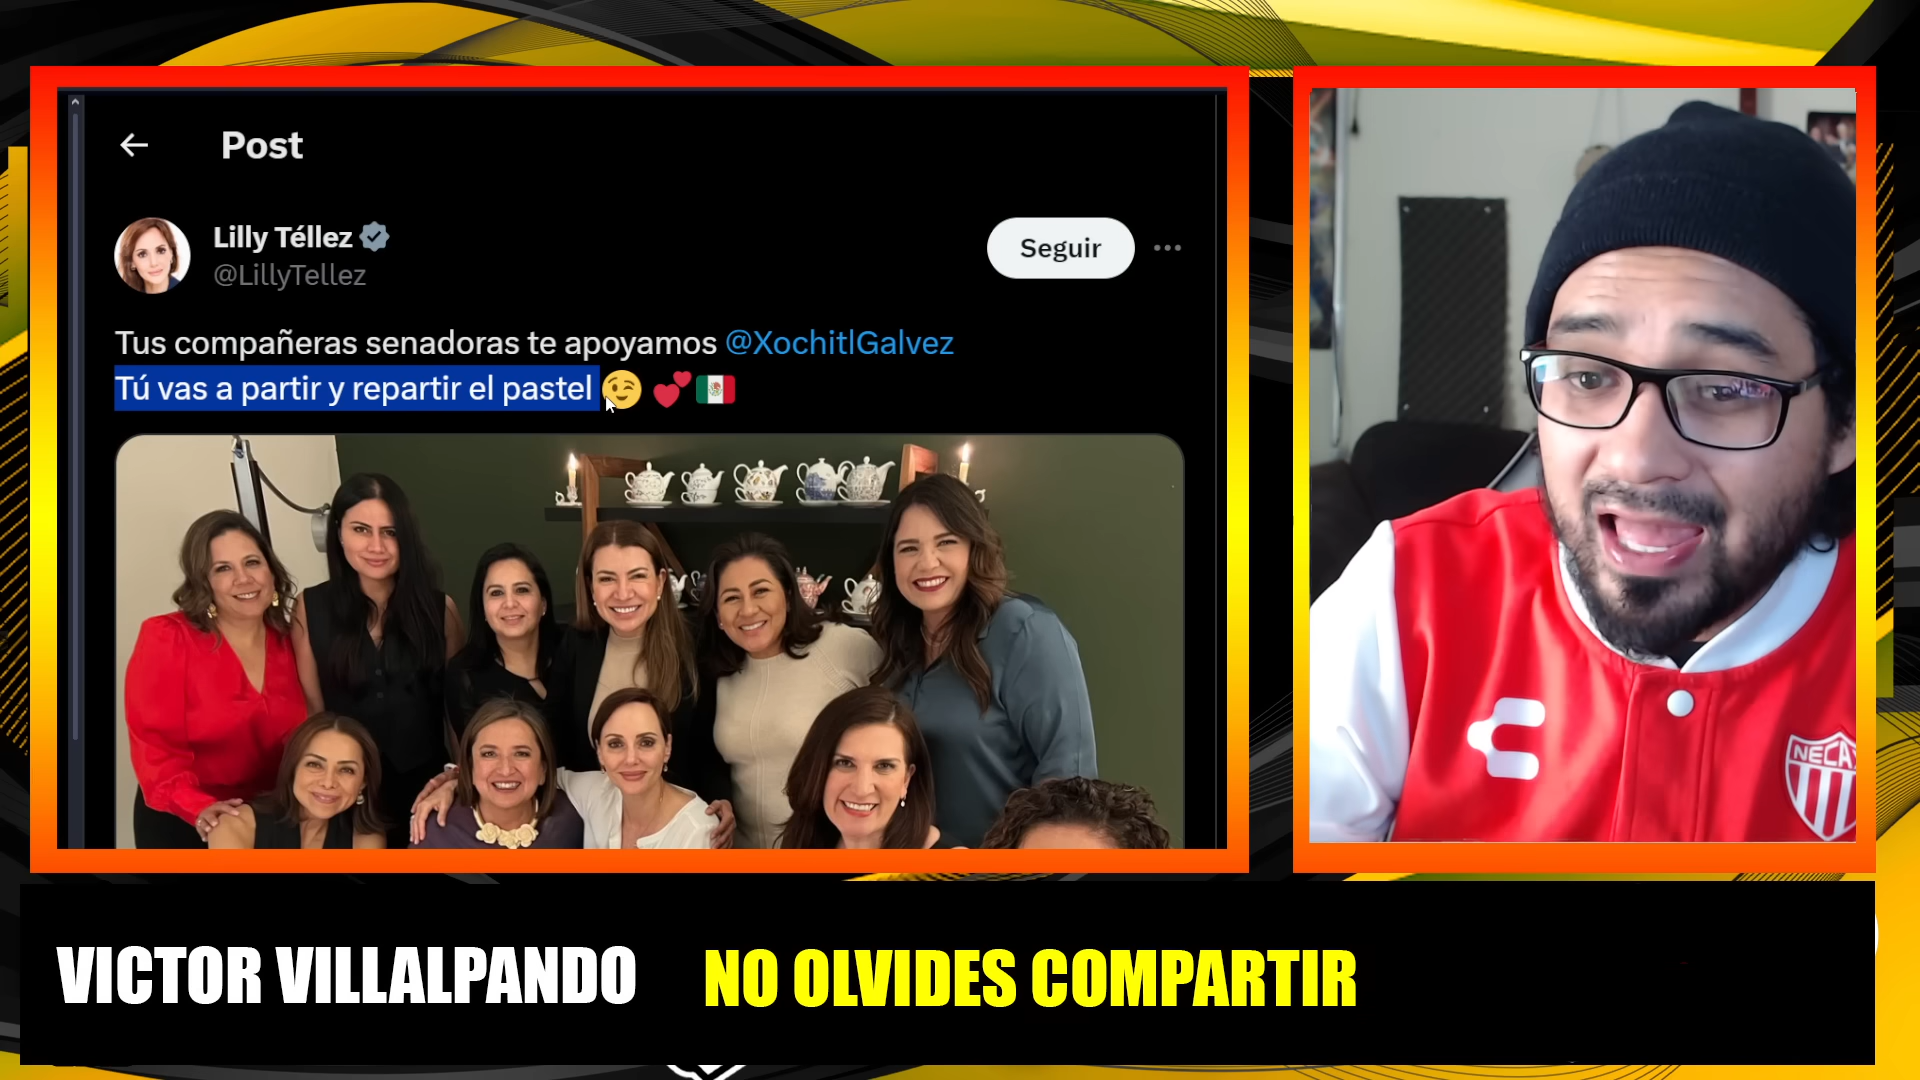 Post
Lilly Téllez
@LillyTellez
Seguir
Tus compañeras senadoras te apoyamos @XochitlGalvez
Tú vas a partir y repartir el pastel 😉 💕🇲🇽
NECAX
VICTOR VILLALPANDO
NO OLVIDES COMPARTIR